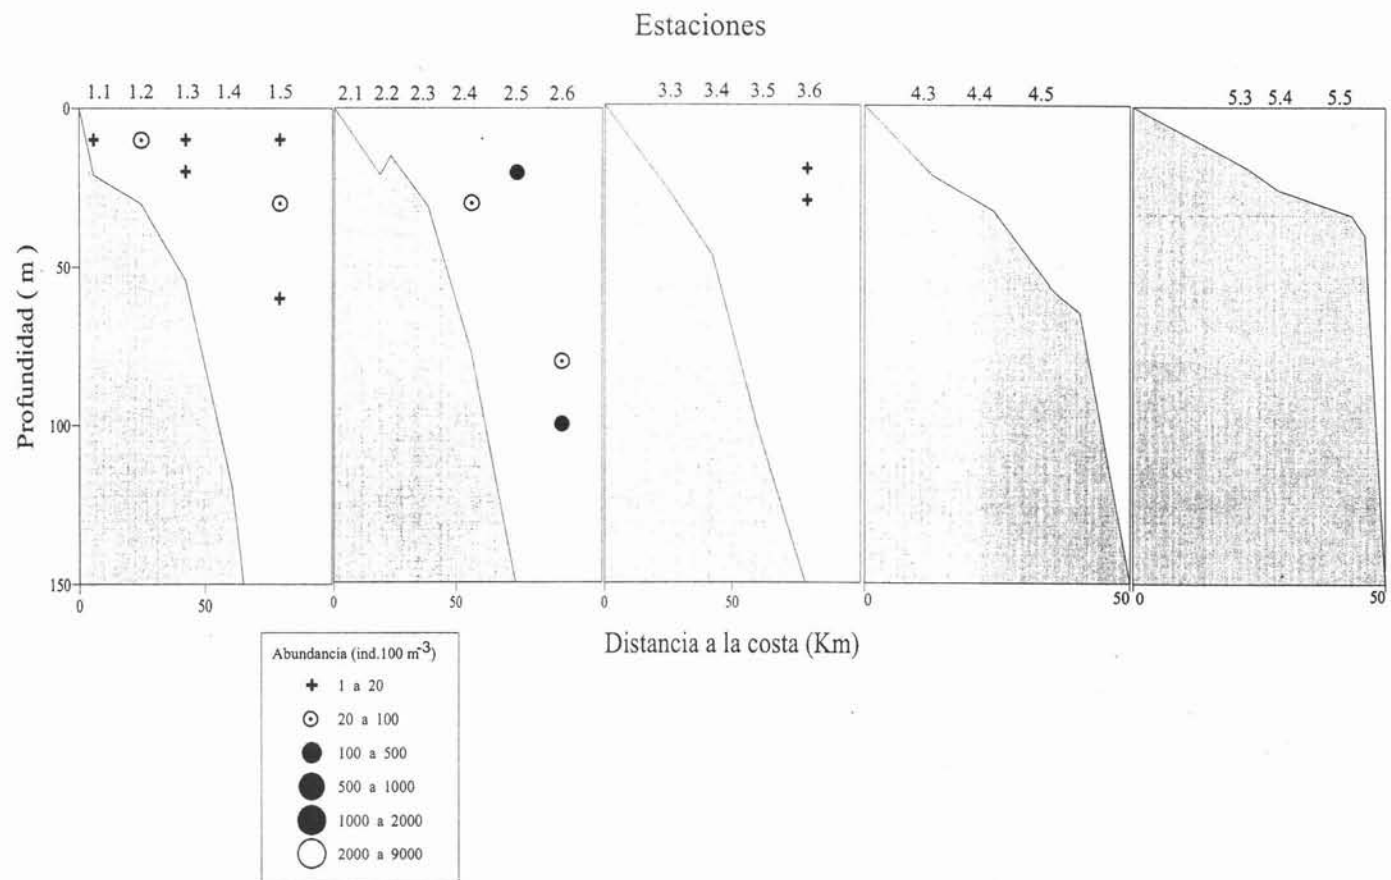 Estaciones
1.1 1.2 1.3 1.4 1.5 2.1 2.2 2.3 2.4 2.5 2.6 3.3 3.4 3.5 3.6 4.3 4.4 4.5 5.3 5.4 5.5
0
50
100
150
Profundidad ( m )
0 50 0 50 0 50 0 50 0 50
Distancia a la costa (Km)
Abundancia (ind.100 m-3)
1 a 20
20 a 100
100 a 500
500 a 1000
1000 a 2000
2000 a 9000